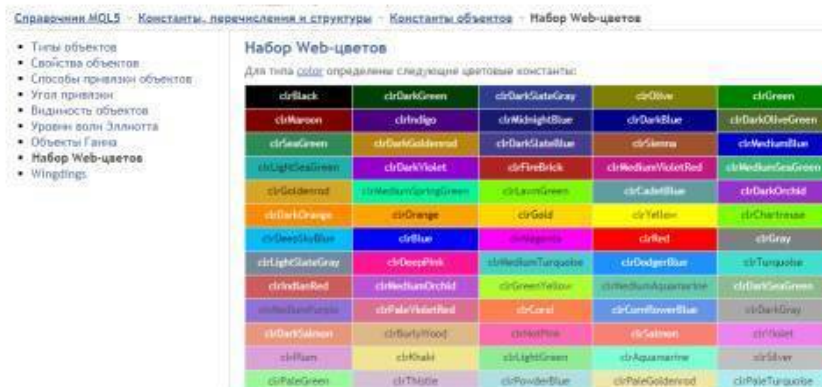 Справочник MQL5 - Константы, перечисления и структуры - Константы объектов - Набор Web-цветов
Типы объектов
Свойства объектов
Способы привязки объектов
Угол привязки
Видимость объектов
Уровни волн Эллиотта
Объекты Ганна
Набор Web-цветов
Wingdings
Набор Web-цветов
Для типа color определены следующие цветовые константы:
clrBlack clrDarkGreen clrDarkSlateGray clrOlive clrGreen
clrMaroon clrIndigo clrMidnightBlue clrDarkBlue clrDarkOliveGreen
clrSeaGreen clrDarkGoldenrod clrDarkSlateBlue clrSienna clrMediumBlue
clrLightSeaGreen clrDarkViolet clrFireBrick clrMediumVioletRed clrMediumSeaGreen
clrGoldenrod clrMediumSpringGreen clrLawnGreen clrCadetBlue clrDarkOrchid
clrDarkOrange clrOrange clrGold clrYellow clrChartreuse
clrDeepSkyBlue clrBlue clrMagenta clrRed clrGray
clrLightSlateGray clrDeepPink clrMediumTurquoise clrDodgerBlue clrTurquoise
clrIndianRed clrMediumOrchid clrGreenYellow clrMediumAquamarine clrDarkSeaGreen
clrMediumPurple clrPaleVioletRed clrCoral clrCornflowerBlue clrDarkGray
clrDarkSalmon clrBurlyWood clrHotPink clrSalmon clrViolet
clrPlum clrKhaki clrLightGreen clrAquamarine clrSilver
clrPaleGreen clrThistle clrPowderBlue clrPaleGoldenrod clrPaleTurquoise